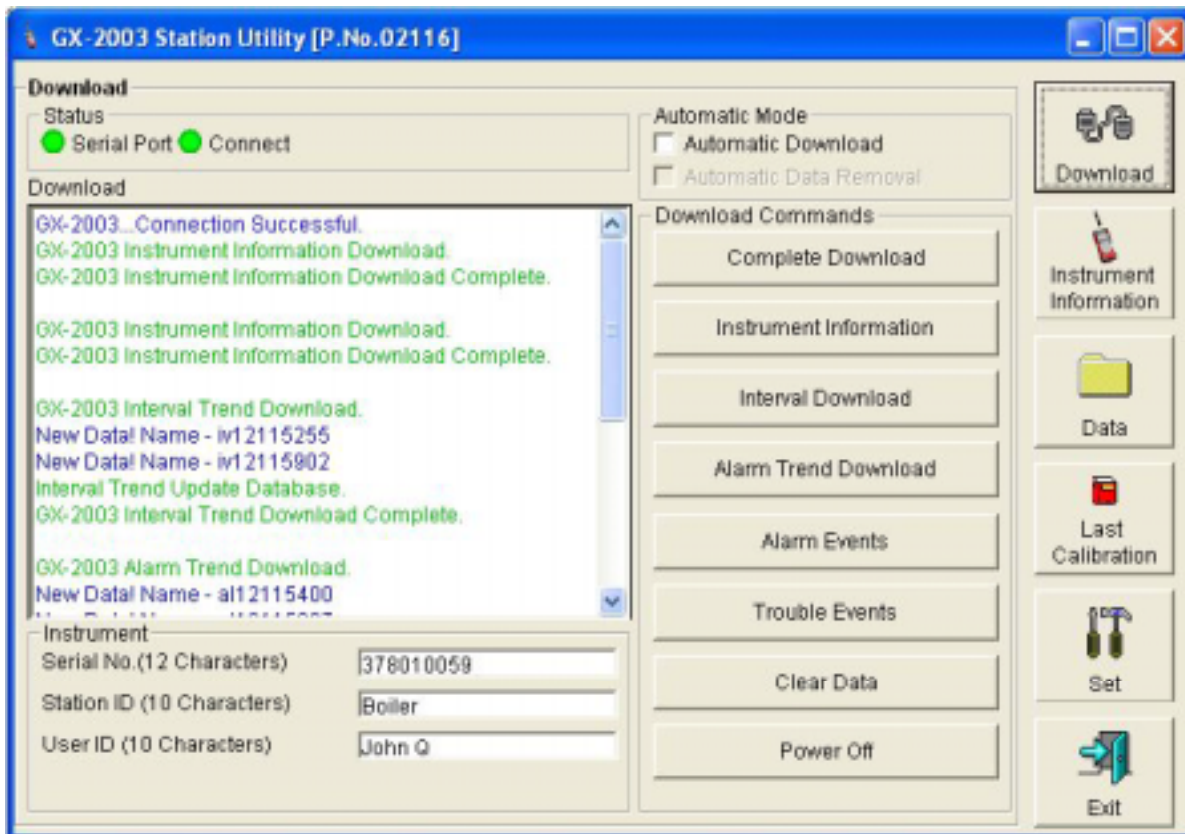 GX-2003 Station Utility [P.No.02116]
Download
Status
Serial Port Connect
Download
GX-2003...Connection Successful.
GX-2003 Instrument Information Download.
GX-2003 Instrument Information Download Complete.
GX-2003 Instrument Information Download.
GX-2003 Instrument Information Download Complete.
GX-2003 Interval Trend Download.
New Data! Name - iv12115255
New Data! Name - iv12115902
Interval Trend Update Database.
GX-2003 Interval Trend Download Complete.
GX-2003 Alarm Trend Download.
New Data! Name - al12115400
Instrument
Serial No.(12 Characters) 378010059
Station ID (10 Characters) Boiler
User ID (10 Characters) John Q
Automatic Mode
Automatic Download
Automatic Data Removal
Download Commands
Complete Download
Instrument Information
Interval Download
Alarm Trend Download
Alarm Events
Trouble Events
Clear Data
Power Off
Download
Instrument
Information
Data
Last
Calibration
Set
Exit